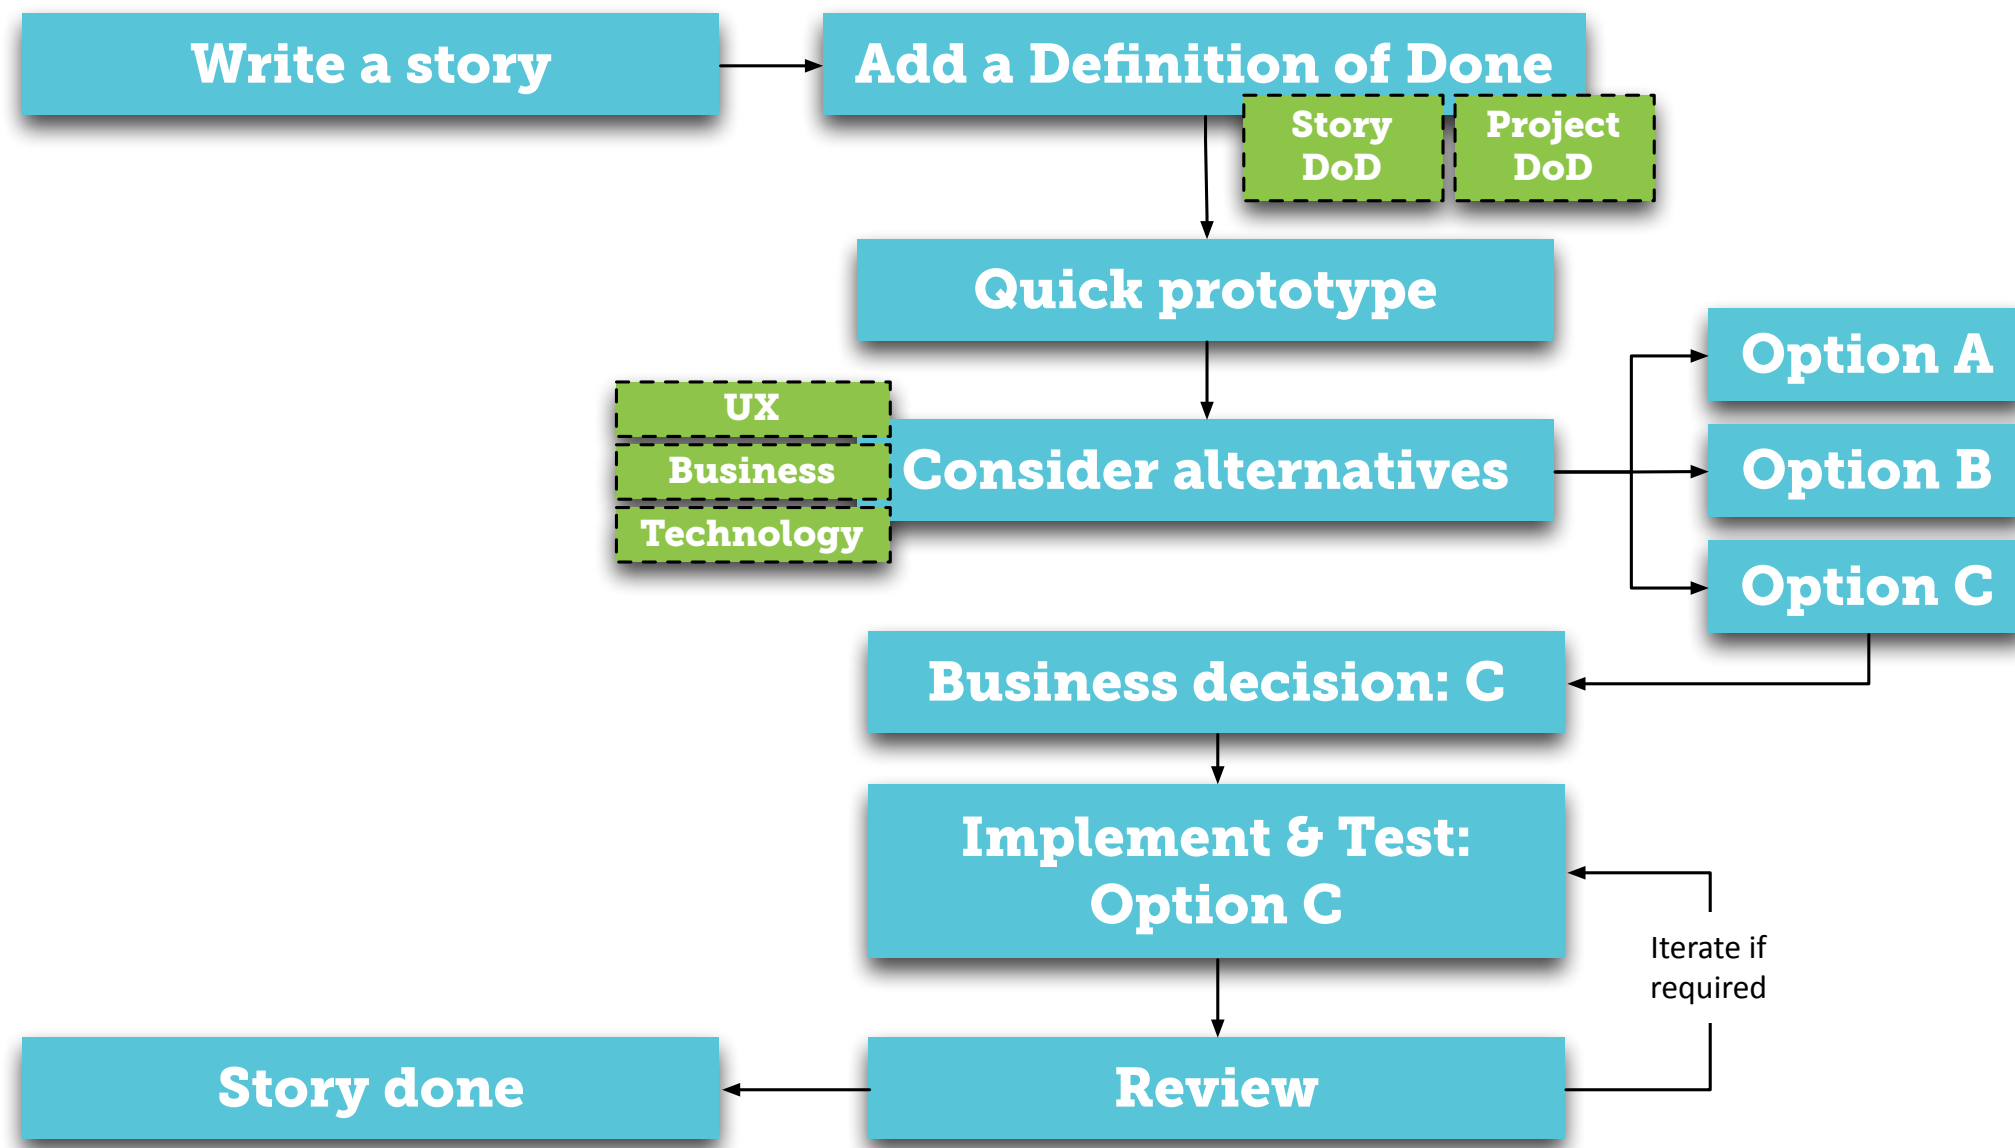 Write a story
Add a Definition of Done
Story
DoD
Project
DoD
Quick prototype
Option A
UX
Business
Technology
Consider alternatives
Option B
Option C
Business decision: C
Implement & Test:
Option C
Iterate if
required
Story done
Review